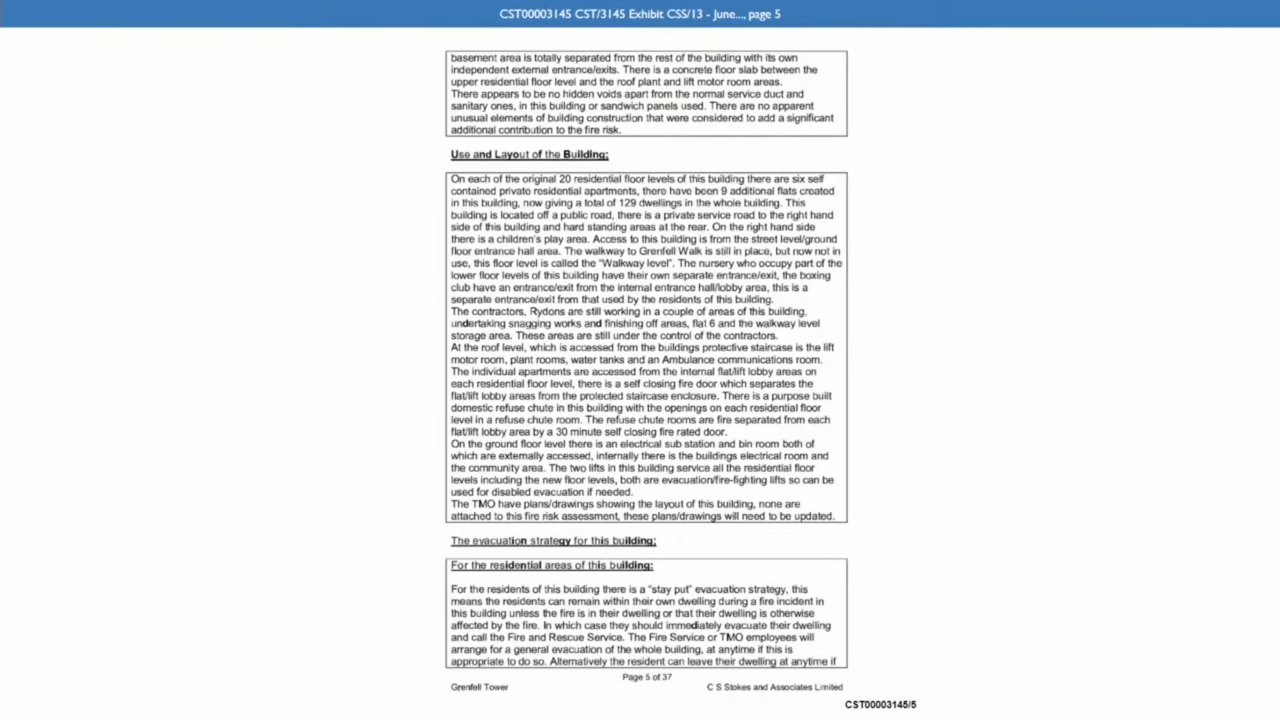 CST00003145 CST/3145 Exhibit CSS/13 - June..., page 5
basement area is totally separated from the rest of the building with its own
independent external entrance/exits. There is a concrete floor slab between the
upper residential floor level and the roof plant and lift motor room areas.
There appears to be no hidden voids apart from the normal service duct and
sanitary ones, in this building or sandwich panels used. There are no apparent
unusual elements of building construction that were considered to add a significant
additional contribution to the fire risk.
Use and Layout of the Building;
On each of the original 20 residential floor levels of this building there are six self
contained private residential apartments, there have been 9 additional flats created
in this building, now giving a total of 129 dwellings in the whole building. This
building is located off a public road, there is a private service road to the right hand
side of this building and hard standing areas at the rear. On the right hand side
there is a children's play area. Access to this building is from the street level/ground
floor entrance hall area. The walkway to Grenfell Walk is still in place, but now not in
use, this floor level is called the "Walkway level". The nursery who occupy part of the
lower floor levels of this building have their own separate entrance/exit, the boxing
club have an entrance/exit from the internal entrance hall/lobby area, this is a
separate entrance/exit from that used by the residents of this building.
The contractors, Rydons are still working in a couple of areas of this building,
undertaking snagging works and finishing off areas, flat 6 and the walkway level
storage area. These areas are still under the control of the contractors.
At the roof level, which is accessed from the buildings protective staircase is the lift
motor room, plant rooms, water tanks and an Ambulance communications room.
The individual apartments are accessed from the internal flat/lift lobby areas on
each residential floor level, there is a self closing fire door which separates the
flat/lift lobby areas from the protected staircase enclosure. There is a purpose built
domestic refuse chute in this building with the openings on each residential floor
level in a refuse chute room. The refuse chute rooms are fire separated from each
flat/lift lobby area by a 30 minute self closing fire rated door.
On the ground floor level there is an electrical sub station and bin room both of
which are externally accessed, internally there is the buildings electrical room and
the community area. The two lifts in this building service all the residential floor
levels including the new floor levels, both are evacuation/fire-fighting lifts so can be
used for disabled evacuation if needed.
The TMO have plans/drawings showing the layout of this building, none are
attached to this fire risk assessment, these plans/drawings will need to be updated.
The evacuation strategy for this building;
For the residential areas of this building:
For the residents of this building there is a "stay put" evacuation strategy, this
means the residents can remain within their own dwelling during a fire incident in
this building unless the fire is in their dwelling or that their dwelling is otherwise
affected by the fire. In which case they should immediately evacuate their dwelling
and call the Fire and Rescue Service. The Fire Service or TMO employees will
arrange for a general evacuation of the whole building, at anytime if this is
appropriate to do so. Alternatively the resident can leave their dwelling at anytime if
Page 5 of 37
Grenfell Tower
C S Stokes and Associates Limited
CST00003145/5